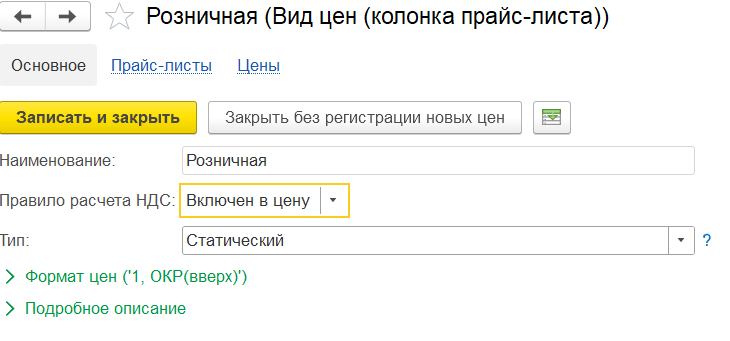 Розничная (Вид цен (колонка прайс-листа))
Основное Прайс-листы Цены
Записать и закрыть Закрыть без регистрации новых цен
Наименование: Розничная
Правило расчета НДС: Включен в цену
Тип: Статический ?
Формат цен ('1, ОКР(вверх)')
Подробное описание